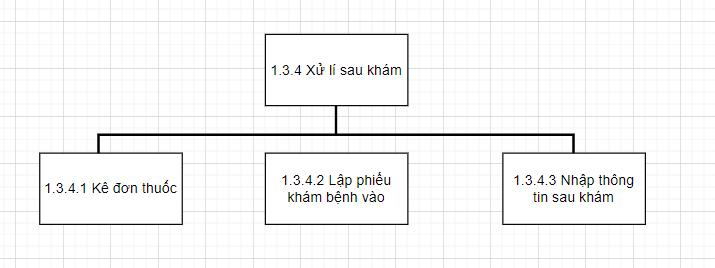 1.3.4 Xử lí sau khám
1.3.4.1 Kê đơn thuốc
1.3.4.2 Lập phiếu
khám bệnh vào
1.3.4.3 Nhập thông
tin sau khám